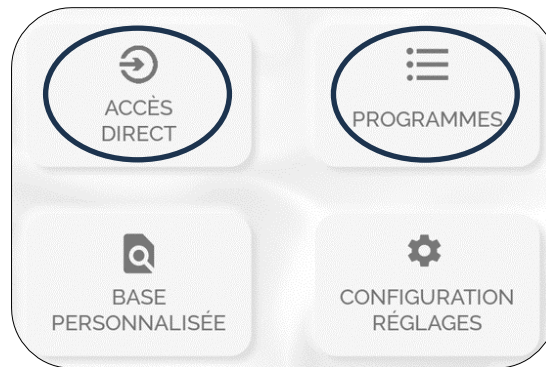 ACCÈS
DIRECT
PROGRAMMES
BASE
PERSONNALISÉE
CONFIGURATION
RÉGLAGES